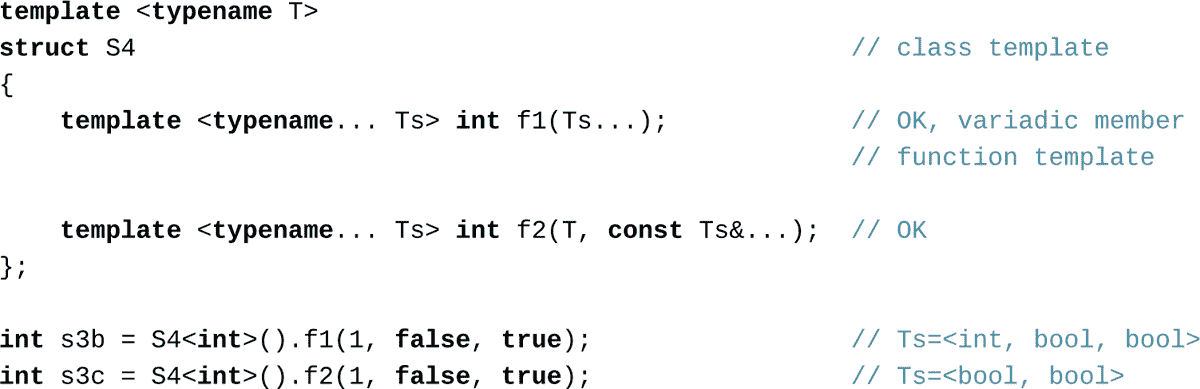 template <typename T>
struct S4 // class template
{
    template <typename... Ts> int f1(Ts...); // OK, variadic member
// function template
    template <typename... Ts> int f2(T, const Ts&...); // OK
};
int s3b = S4<int>().f1(1, false, true); // Ts=<int, bool, bool>
int s3c = S4<int>().f2(1, false, true); // Ts=<bool, bool>